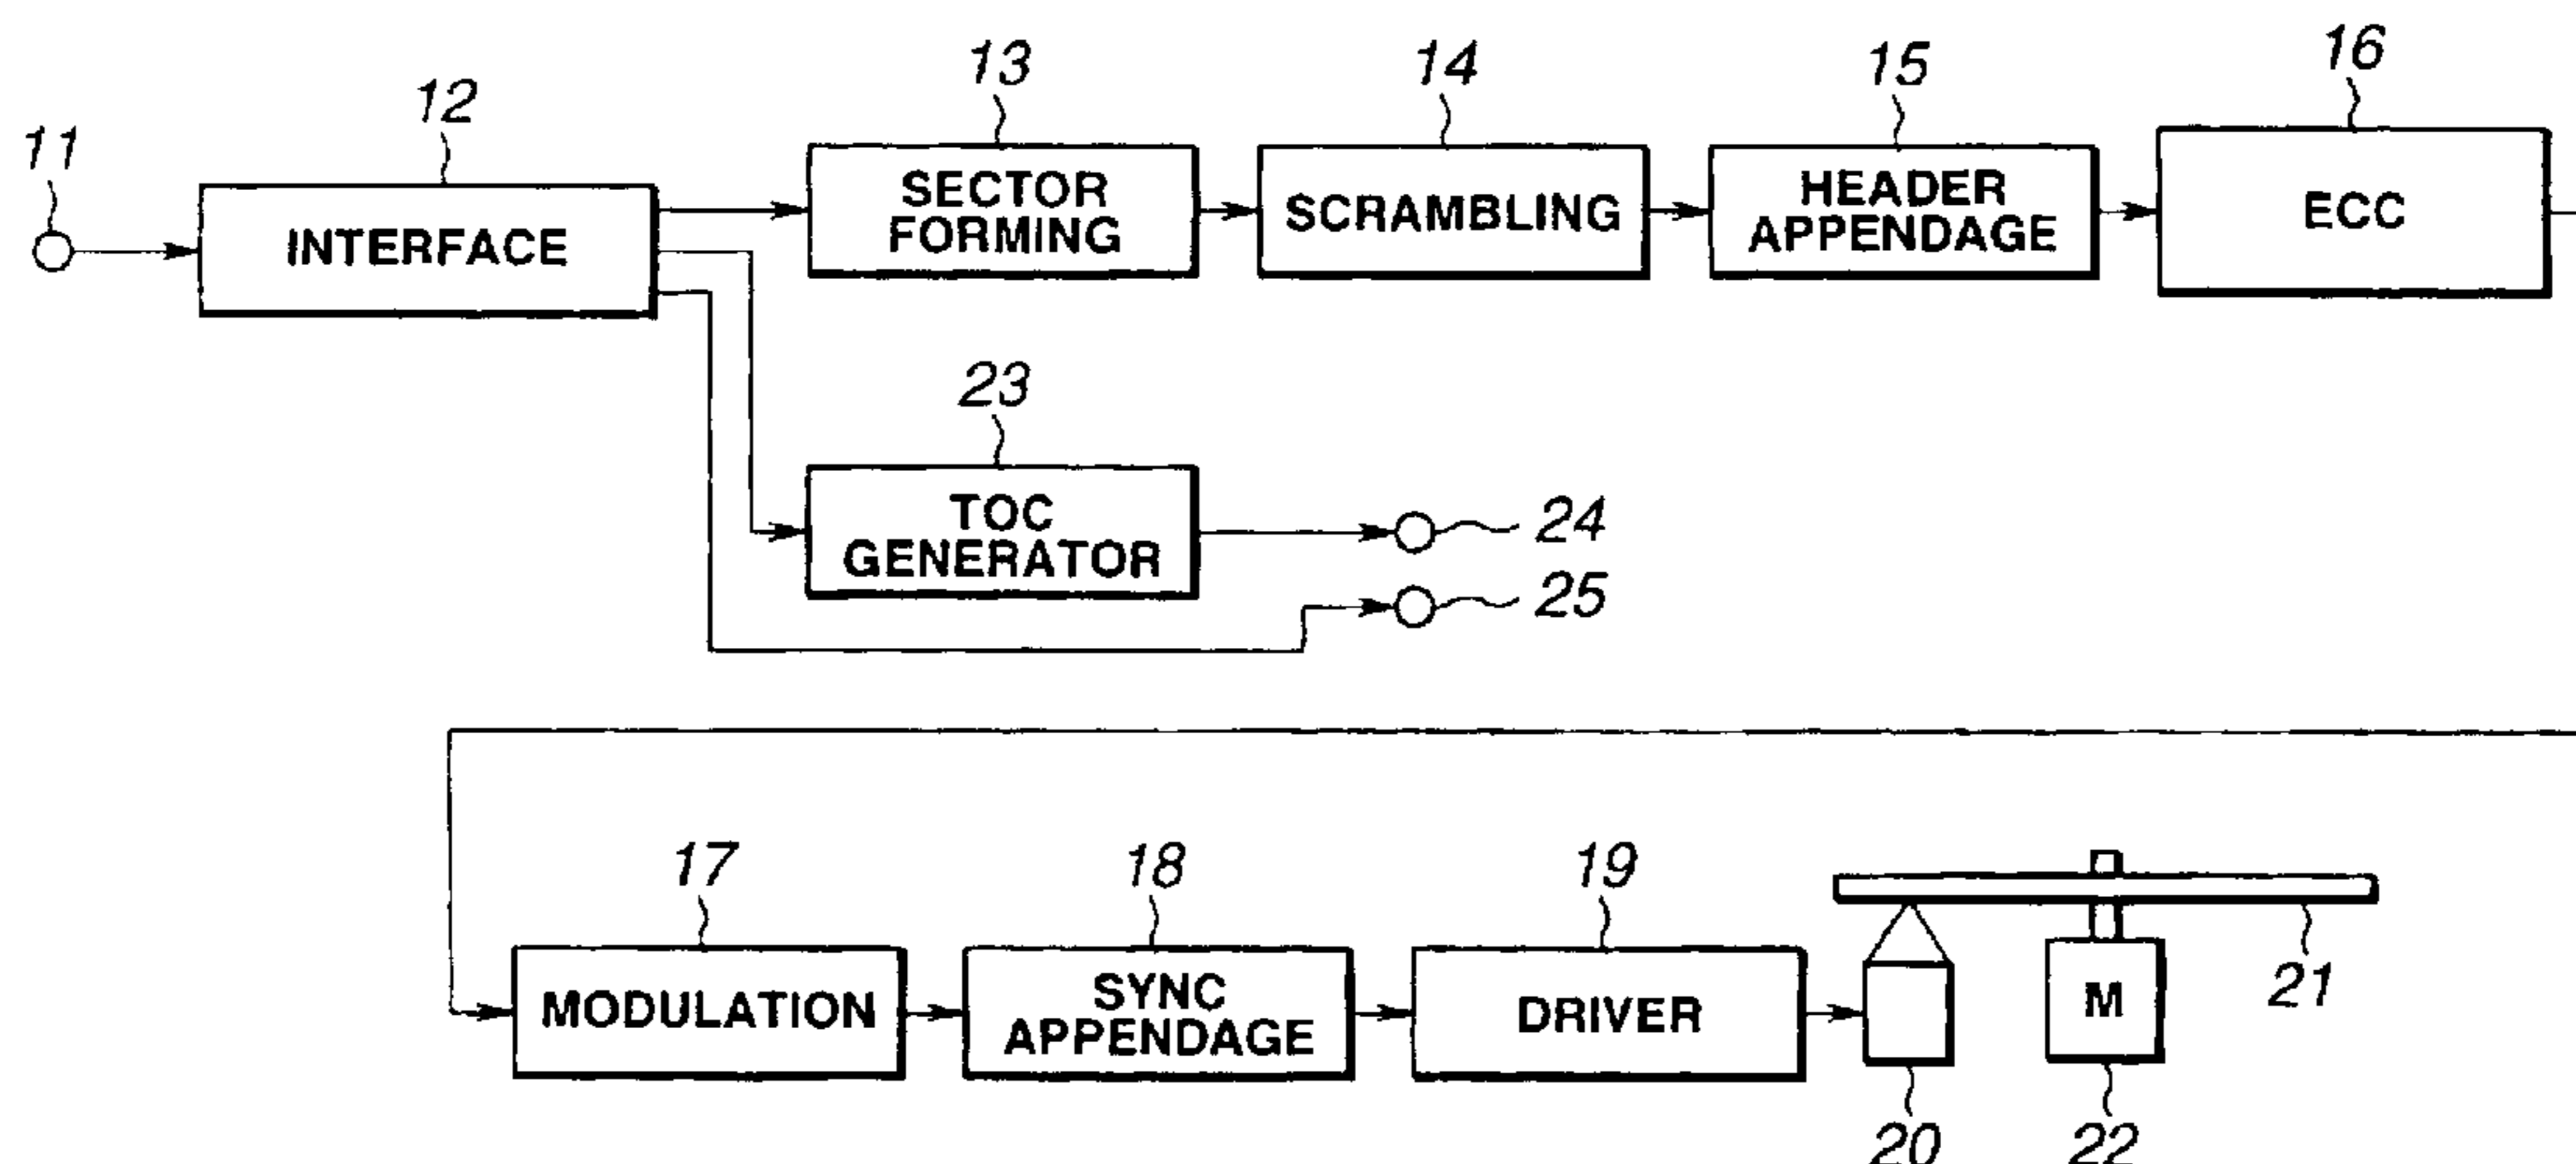 11
12
INTERFACE
13
SECTOR
FORMING
14
SCRAMBLING
15
HEADER
APPENDAGE
16
ECC
23
TOC
GENERATOR
24
25
17
MODULATION
18
SYNC
APPENDAGE
19
DRIVER
20
21
M
22